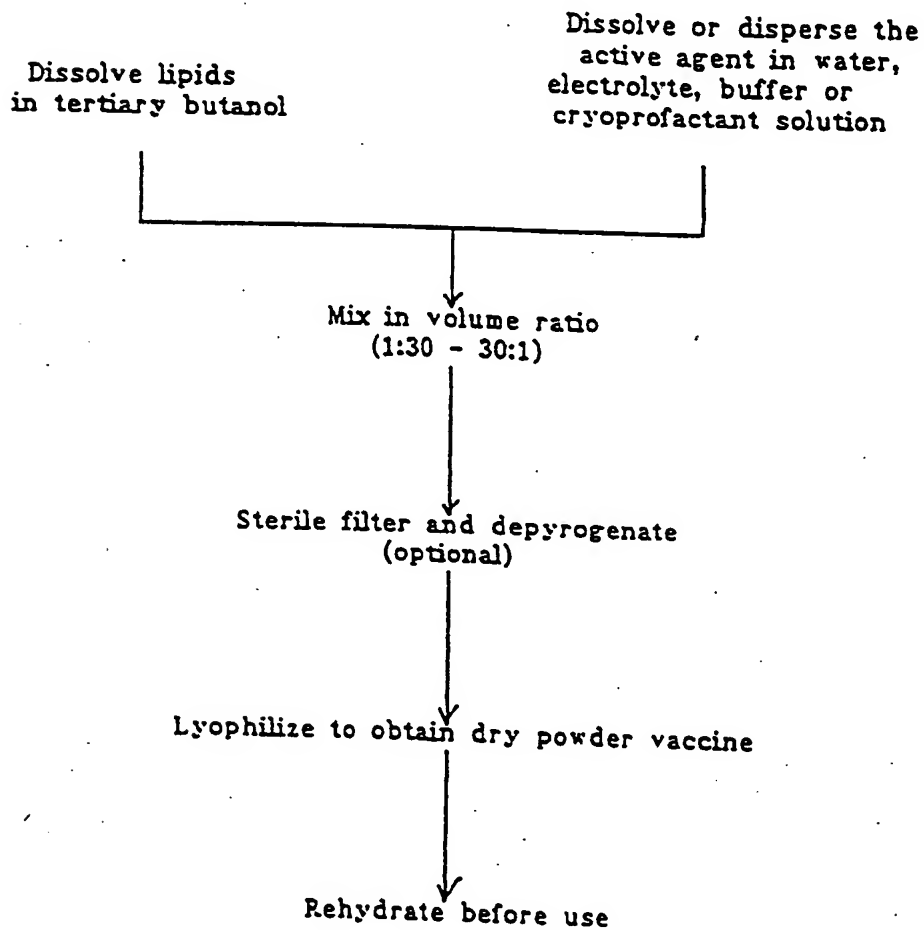 Dissolve lipids
in tertiary butanol
Dissolve or disperse the
active agent in water,
electrolyte, buffer or
cryoprofactant solution
Mix in volume ratio
(1:30 - 30:1)
Sterile filter and depyrogenate
(optional)
Lyophilize to obtain dry powder vaccine
Rehydrate before use